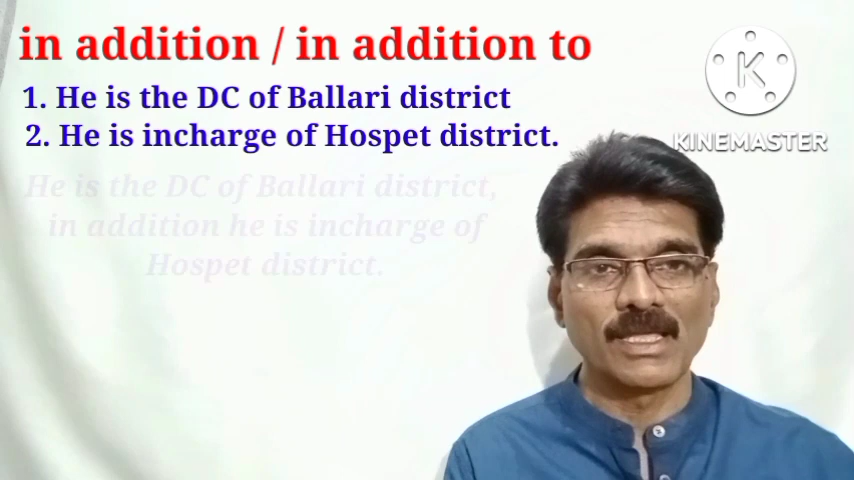 in addition / in addition to
1. He is the DC of Ballari district
2. He is incharge of Hospet district.
He is the DC of Ballari district,
in addition he is incharge of
Hospet district.
K
KINEMASTER